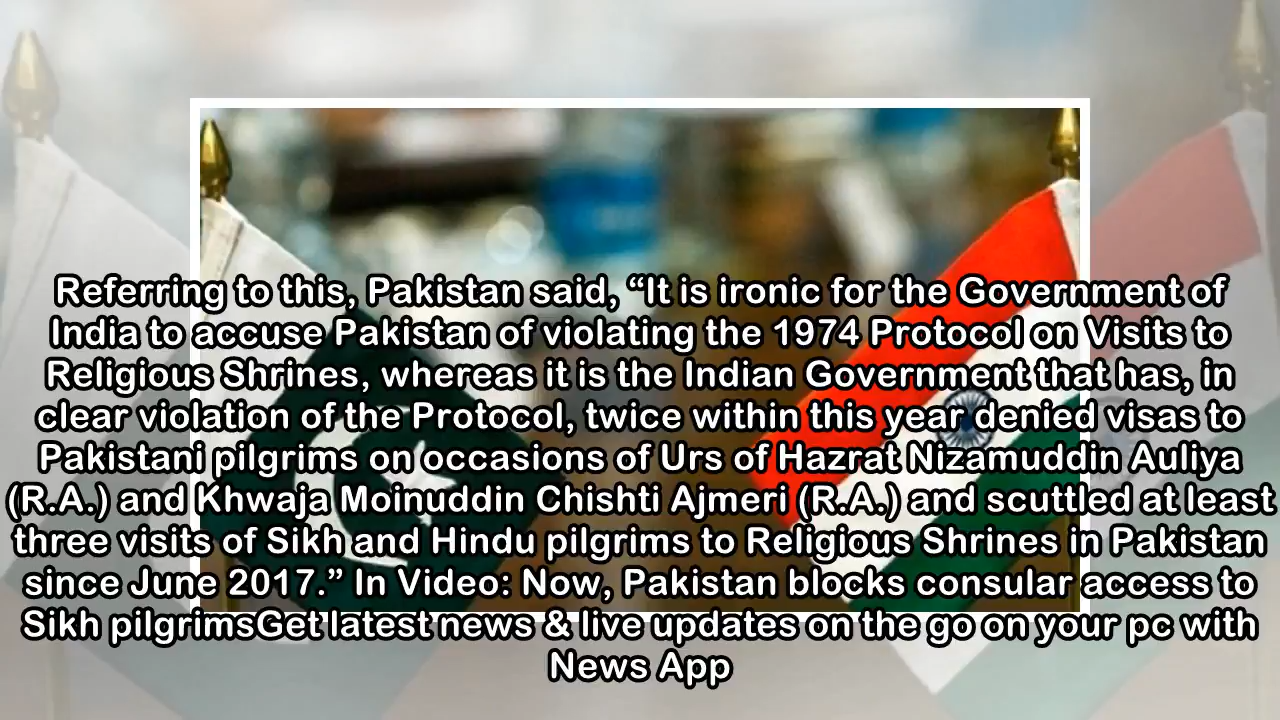 Referring to this, Pakistan said, “It is ironic for the Government of
India to accuse Pakistan of violating the 1974 Protocol on Visits to
Religious Shrines, whereas it is the Indian Government that has, in
clear violation of the Protocol, twice within this year denied visas to
Pakistani pilgrims on occasions of Urs of Hazrat Nizamuddin Auliya
(R.A.) and Khwaja Moinuddin Chishti Ajmeri (R.A.) and scuttled at least
three visits of Sikh and Hindu pilgrims to Religious Shrines in Pakistan
since June 2017.” In Video: Now, Pakistan blocks consular access to
Sikh pilgrimsGet latest news & live updates on the go on your pc with
News App